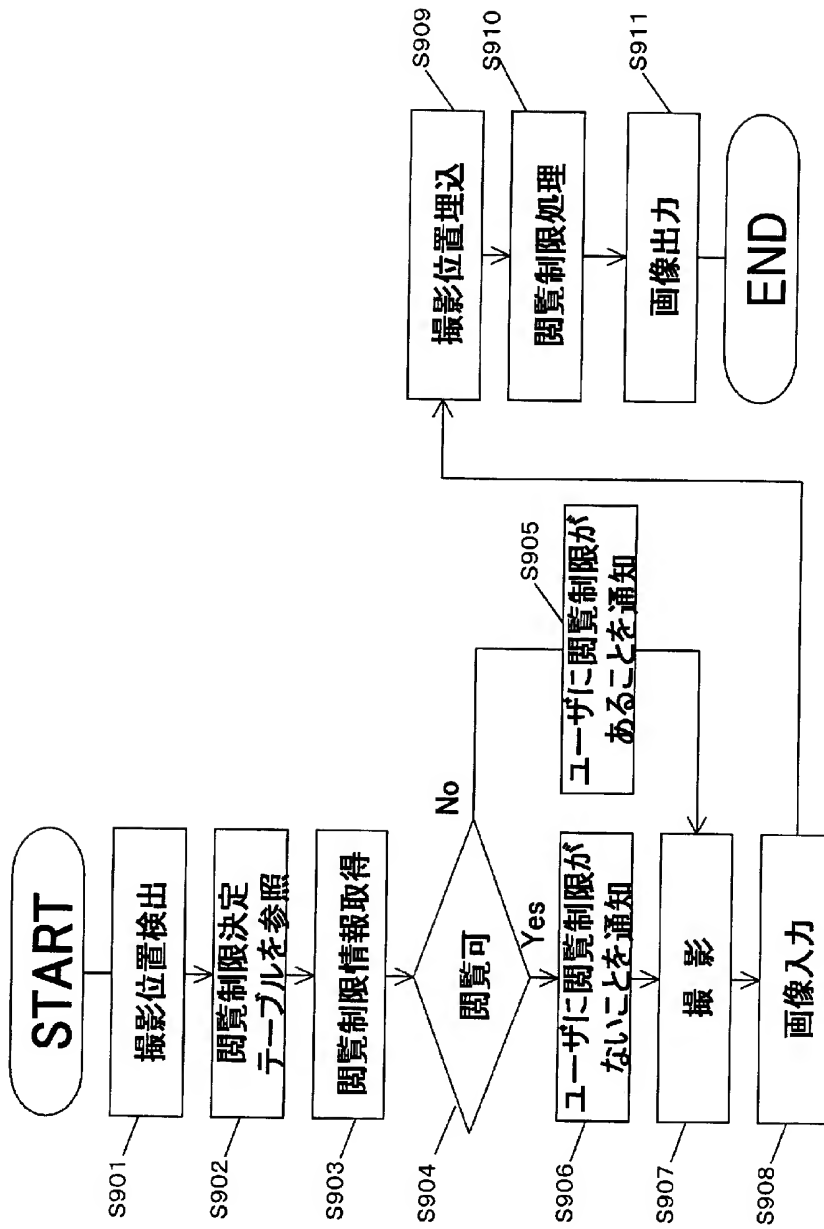 START
S901
撮影位置検出
S902
閲覧制限決定
テーブルを参照
S903
閲覧制限情報取得
S904
閲覧可
No
Yes
S905
ユーザに閲覧制限が
あることを通知
S906
ユーザに閲覧制限が
ないことを通知
S907
撮 影
S908
画像入力
S909
撮影位置埋込
S910
閲覧制限処理
S911
画像出力
END